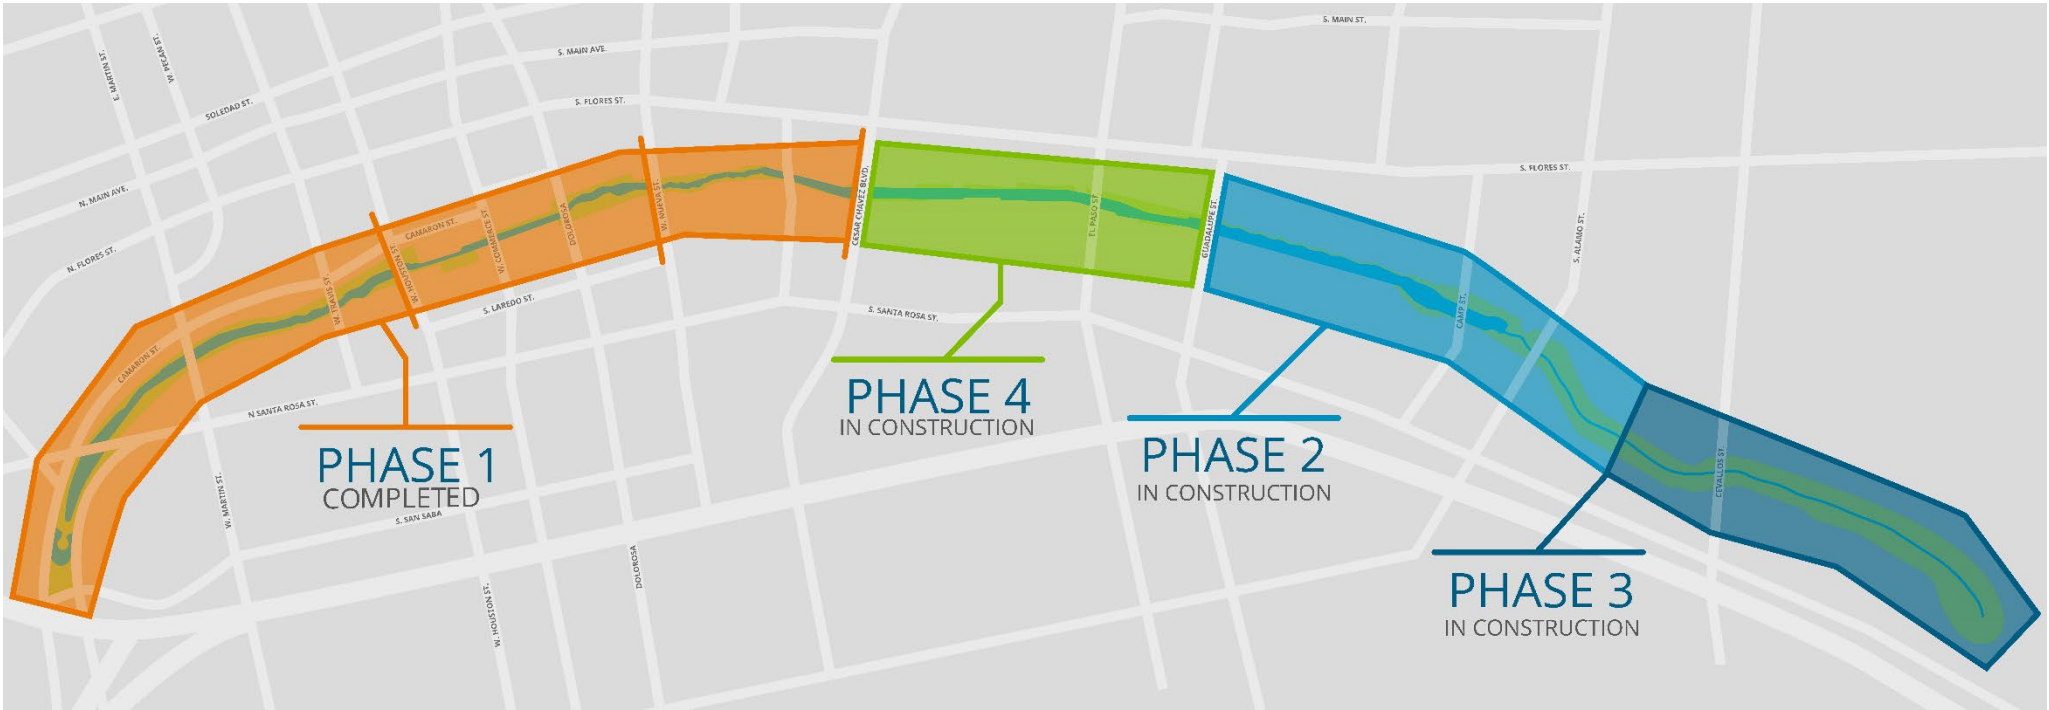 S. MAIN ST.
S. MAIN AVE.
E. MARTIN ST.
W. PECAN ST.
SOLEDAD ST.
S. FLORES ST.
S. FLORES ST.
N. MAIN AVE.
N. FLORES ST.
CAMARON ST.
W. COMMERCE ST.
DOLOROSA
W. NUEVA ST.
CESAR CHAVEZ BLVD.
EL PASO ST.
GUADALUPE ST.
S. ALAMO ST.
W. HOUSTON ST.
W. TRAVIS ST.
S. LAREDO ST.
S. SANTA ROSA ST.
CAMP ST.
CAMARON ST.
N SANTA ROSA ST.
PHASE 4
IN CONSTRUCTION
PHASE 1
COMPLETED
PHASE 2
IN CONSTRUCTION
CEVALLOS ST.
W. MARTIN ST.
S. SAN SABA
DOLOROSA
W. HOUSTON ST.
PHASE 3
IN CONSTRUCTION